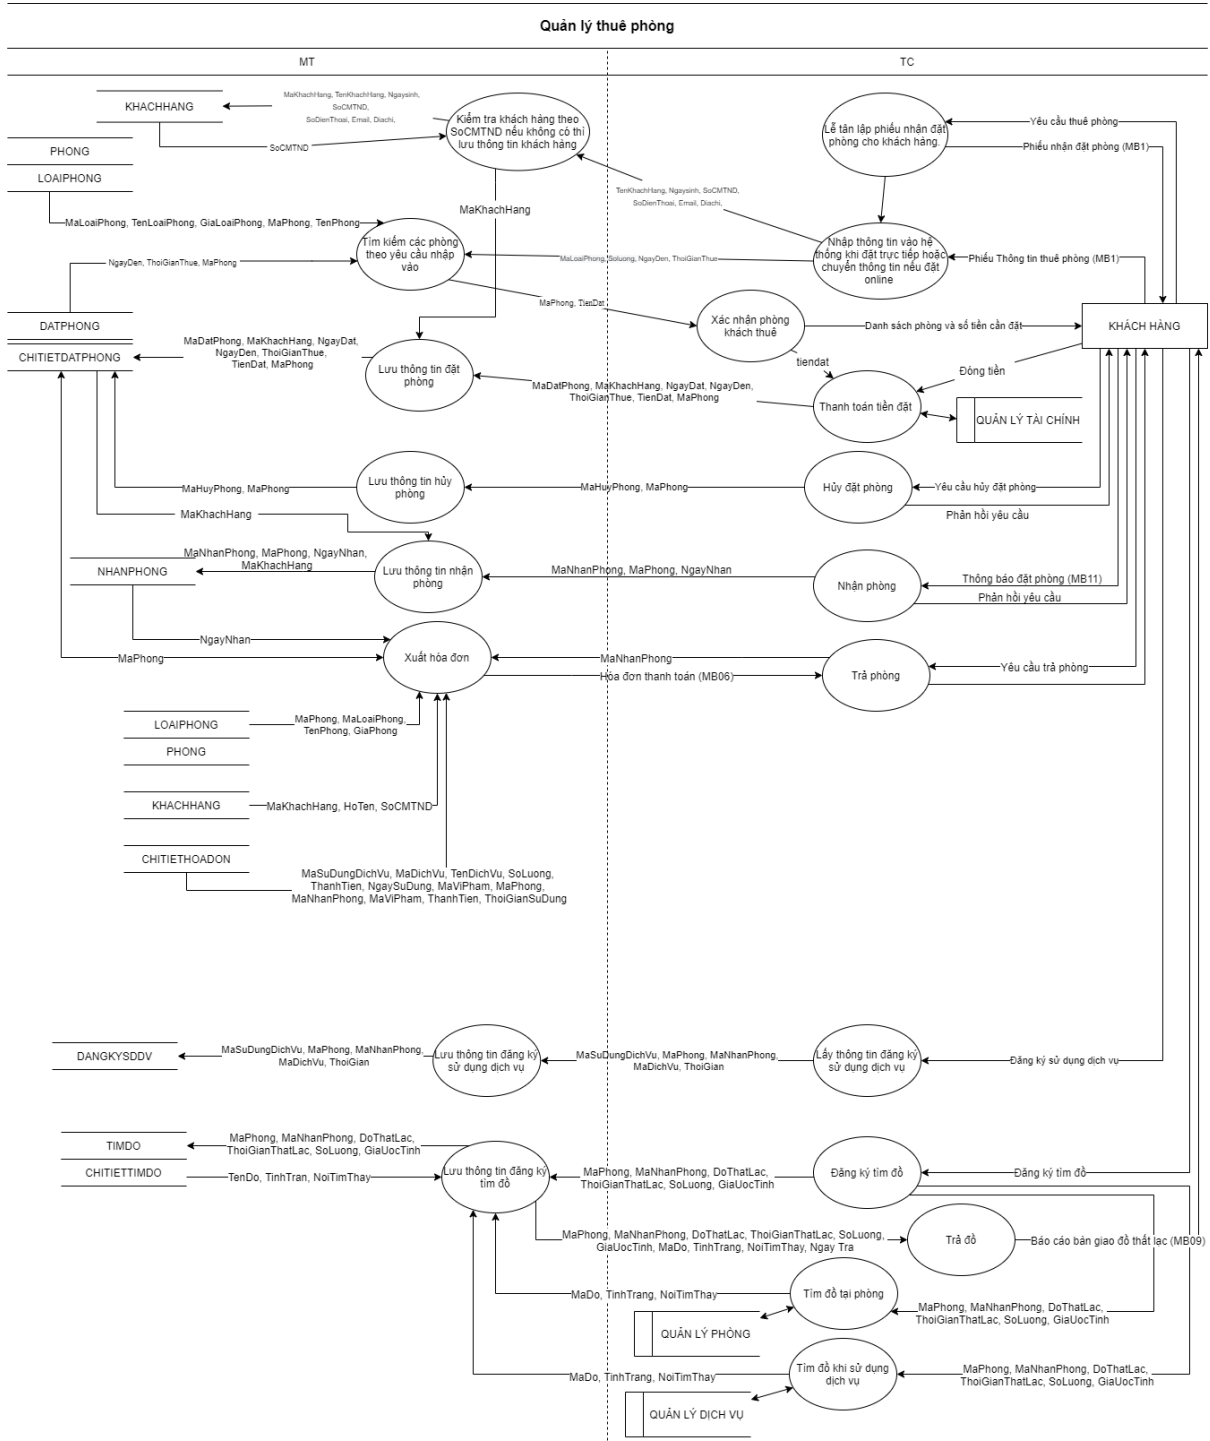 Quản lý thuê phòng
MT
TC
KHACHHANG
MaKhachHang, TenKhachHang, Ngaysinh,
SoCMTND,
SoDienThoai, Email, Diachi,
SoCMTND
Kiểm tra khách hàng theo
SoCMTND nếu không có thì
lưu thông tin khách hàng
Lễ tân lập phiếu nhận đặt
phòng cho khách hàng.
Yêu cầu thuê phòng
Phiếu nhận đặt phòng (MB1)
PHONG
LOAIPHONG
MaLoaiPhong, TenLoaiPhong, GiaLoaiPhong, MaPhong, TenPhong
MaKhachHang
TenKhachHang, Ngaysinh, SoCMTND,
SoDienThoai, Email, Diachi,
Tìm kiếm các phòng
theo yêu cầu nhập
vào
NgayDen, ThoiGianThue, MaPhong
MaLoaiPhong, Soluong, NgayDen, ThoiGianThue
Nhập thông tin vào hệ
thống khi đặt trực tiếp hoặc
chuyển thông tin nếu đặt
online
Phiếu Thông tin thuê phòng (MB1)
MaPhong, TienDat
DATPHONG
CHITIETDATPHONG
MaDatPhong, MaKhachHang, NgayDat,
NgayDen, ThoiGianThue,
TienDat, MaPhong
Lưu thông tin đặt
phòng
Xác nhận phòng
khách thuê
Danh sách phòng và số tiền cần đặt
KHÁCH HÀNG
tiendat
Đóng tiền
MaDatPhong, MaKhachHang, NgayDat, NgayDen,
ThoiGianThue, TienDat, MaPhong
Thanh toán tiền đặt
QUẢN LÝ TÀI CHÍNH
MaHuyPhong, MaPhong
Lưu thông tin hủy
phòng
MaHuyPhong, MaPhong
Hủy đặt phòng
Yêu cầu hủy đặt phòng
Phản hồi yêu cầu
MaKhachHang
NHANPHONG
MaNhanPhong, MaPhong, NgayNhan,
MaKhachHang
Lưu thông tin nhận
phòng
MaNhanPhong, MaPhong, NgayNhan
Nhận phòng
Thông báo đặt phòng (MB11)
Phản hồi yêu cầu
NgayNhan
MaPhong
Xuất hóa đơn
MaNhanPhong
Hóa đơn thanh toán (MB06)
Trả phòng
Yêu cầu trả phòng
LOAIPHONG
PHONG
MaPhong, MaLoaiPhong,
TenPhong, GiaPhong
KHACHHANG
MaKhachHang, HoTen, SoCMTND
CHITIETHOADON
MaSuDungDichVu, MaDichVu, TenDichVu, SoLuong,
ThanhTien, NgaySuDung, MaViPham, MaPhong,
MaNhanPhong, MaViPham, ThanhTien, ThoiGianSuDung
DANGKYSDDV
MaSuDungDichVu, MaPhong, MaNhanPhong,
MaDichVu, ThoiGian
Lưu thông tin đăng ký
sử dụng dịch vụ
MaSuDungDichVu, MaPhong, MaNhanPhong,
MaDichVu, ThoiGian
Lấy thông tin đăng ký
sử dụng dịch vụ
Đăng ký sử dụng dịch vụ
TIMDO
CHITIETTIMDO
MaPhong, MaNhanPhong, DoThatLac,
ThoiGianThatLac, SoLuong, GiaUocTinh
TenDo, TinhTran, NoiTimThay
Lưu thông tin đăng ký
tìm đồ
MaPhong, MaNhanPhong, DoThatLac,
ThoiGianThatLac, SoLuong, GiaUocTinh
Đăng ký tìm đồ
Đăng ký tìm đồ
MaPhong, MaNhanPhong, DoThatLac, ThoiGianThatLac, SoLuong,
GiaUocTinh, MaDo, TinhTrang, NoiTimThay, Ngay Tra
Trả đồ
Báo cáo bàn giao đồ thất lạc (MB09)
MaDo, TinhTrang, NoiTimThay
Tìm đồ tại phòng
MaPhong, MaNhanPhong, DoThatLac,
ThoiGianThatLac, SoLuong, GiaUocTinh
QUẢN LÝ PHÒNG
MaDo, TinhTrang, NoiTimThay
Tìm đồ khi sử dụng
dịch vụ
MaPhong, MaNhanPhong, DoThatLac,
ThoiGianThatLac, SoLuong, GiaUocTinh
QUẢN LÝ DỊCH VỤ